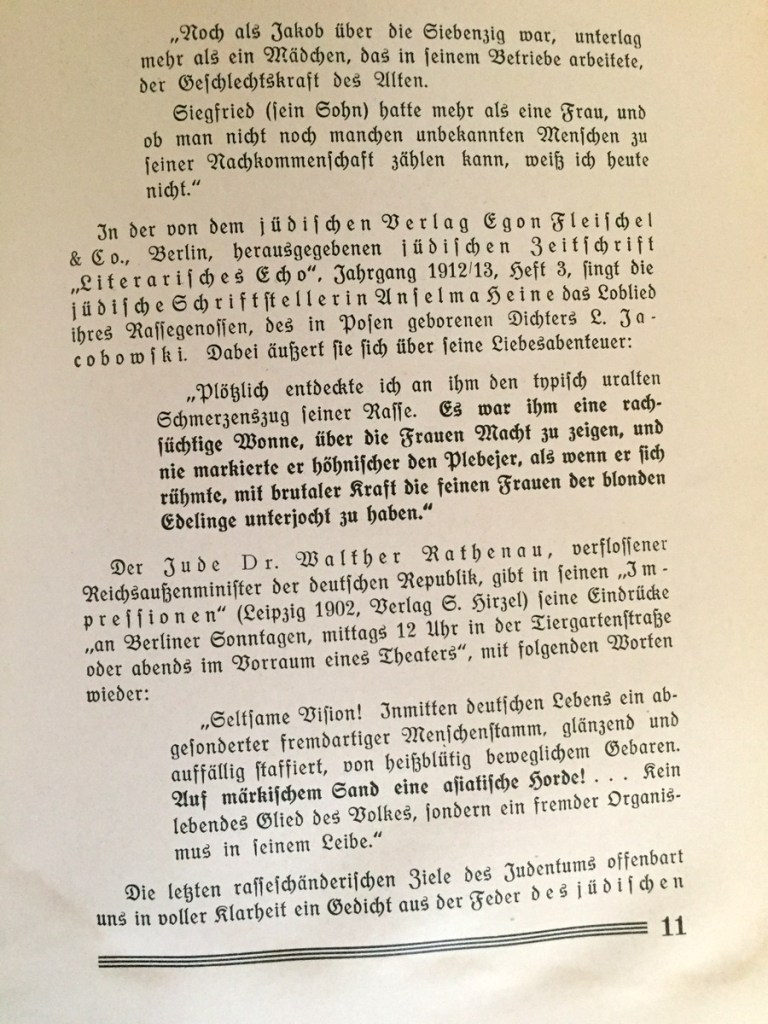 „Noch als Jakob über die Siebenzig war, unterlag
mehr als ein Mädchen, das in seinem Betriebe arbeitete,
der Geschlechtskraft des Alten.
Siegfried (sein Sohn) hatte mehr als eine Frau, und
ob man nicht noch manchen unbekannten Menschen zu
seiner Nachkommenschaft zählen kann, weiß ich heute
nicht.“
In der von dem jüdischen Verlag Egon Fleischel
& Co., Berlin, herausgegebenen jüdischen Zeitschrift
„Literarisches Echo“, Jahrgang 1912/13, Heft 3, singt die
jüdische Schriftstellerin Anselma Heine das Loblied
ihres Rassegenossen, des in Posen geborenen Dichters L. Ja-
cobowski. Dabei äußert sie sich über seine Liebesabenteuer:
„Plötzlich entdeckte ich an ihm den typisch uralten
Schmerzenszug seiner Rasse. Es war ihm eine rach-
süchtige Wonne, über die Frauen Macht zu zeigen, und
nie markierte er höhnischer den Plebejer, als wenn er sich
rühmte, mit brutaler Kraft die feinen Frauen der blonden
Edelinge unterjocht zu haben.“
Der Jude Dr. Walther Rathenau, verflossener
Reichsaußenminister der deutschen Republik, gibt in seinen „Im-
pressionen“ (Leipzig 1902, Verlag S. Hirzel) seine Eindrücke
„an Berliner Sonntagen, mittags 12 Uhr in der Tiergartenstraße
oder abends im Vorraum eines Theaters“, mit folgenden Worten
wieder:
„Seltsame Vision! Inmitten deutschen Lebens ein ab-
gesonderter fremdartiger Menschenstamm, glänzend und
auffällig staffiert, von heißblütig beweglichem Gebaren.
Auf märkischem Sand eine asiatische Horde! . . . Kein
lebendes Glied des Volkes, sondern ein fremder Organis-
mus in seinem Leibe.“
Die letzten rasseschänderischen Ziele des Judentums offenbart
uns in voller Klarheit ein Gedicht aus der Feder des jüdischen
11